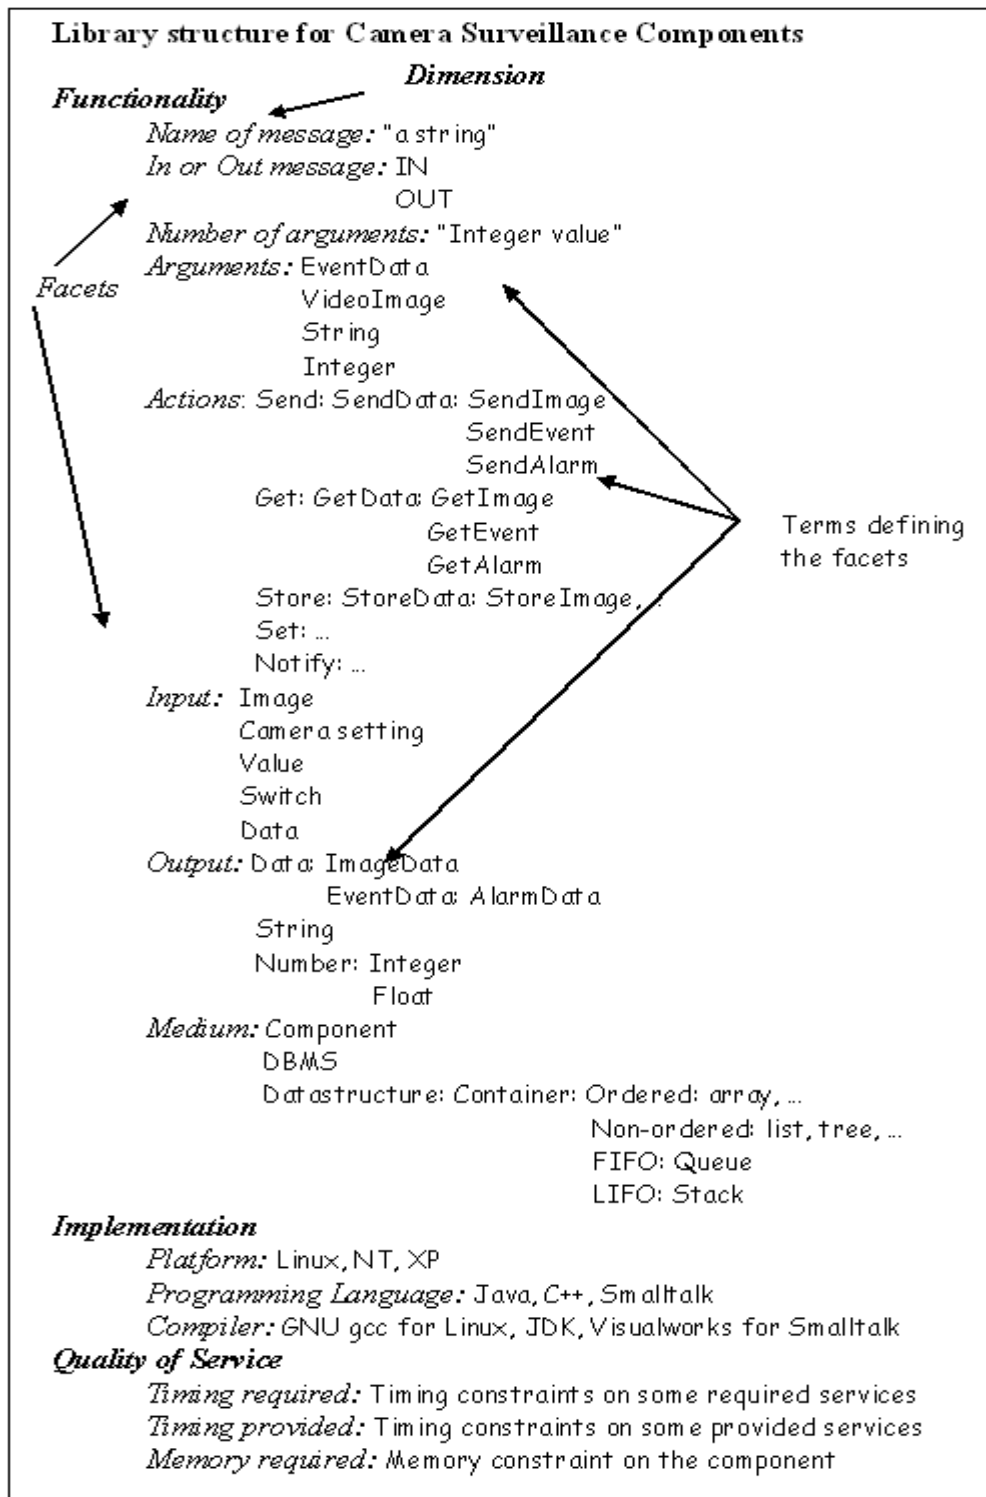 Library structure for Camera Surveillance Components
Dimension
Functionality
Name of message: "a string"
In or Out message: IN
OUT
Number of arguments: "Integer value"
Arguments: EventData
Facets
VideoImage
String
Integer
Actions: Send: SendData: SendImage
SendEvent
SendAlarm
Get: GetData: GetImage
GetEvent
GetAlarm
Terms defining
the facets
Store: StoreData: StoreImage, ..
Set: ...
Notify: ...
Input: Image
Camera setting
Value
Switch
Data
Output: Data: ImageData
EventData: AlarmData
String
Number: Integer
Float
Medium: Component
DBMS
Datastructure: Container: Ordered: array, ...
Non-ordered: list, tree, ...
FIFO: Queue
LIFO: Stack
Implementation
Platform: Linux, NT, XP
Programming Language: Java, C++, Smalltalk
Compiler: GNU gcc for Linux, JDK, Visualworks for Smalltalk
Quality of Service
Timing required: Timing constraints on some required services
Timing provided: Timing constraints on some provided services
Memory required: Memory constraint on the component